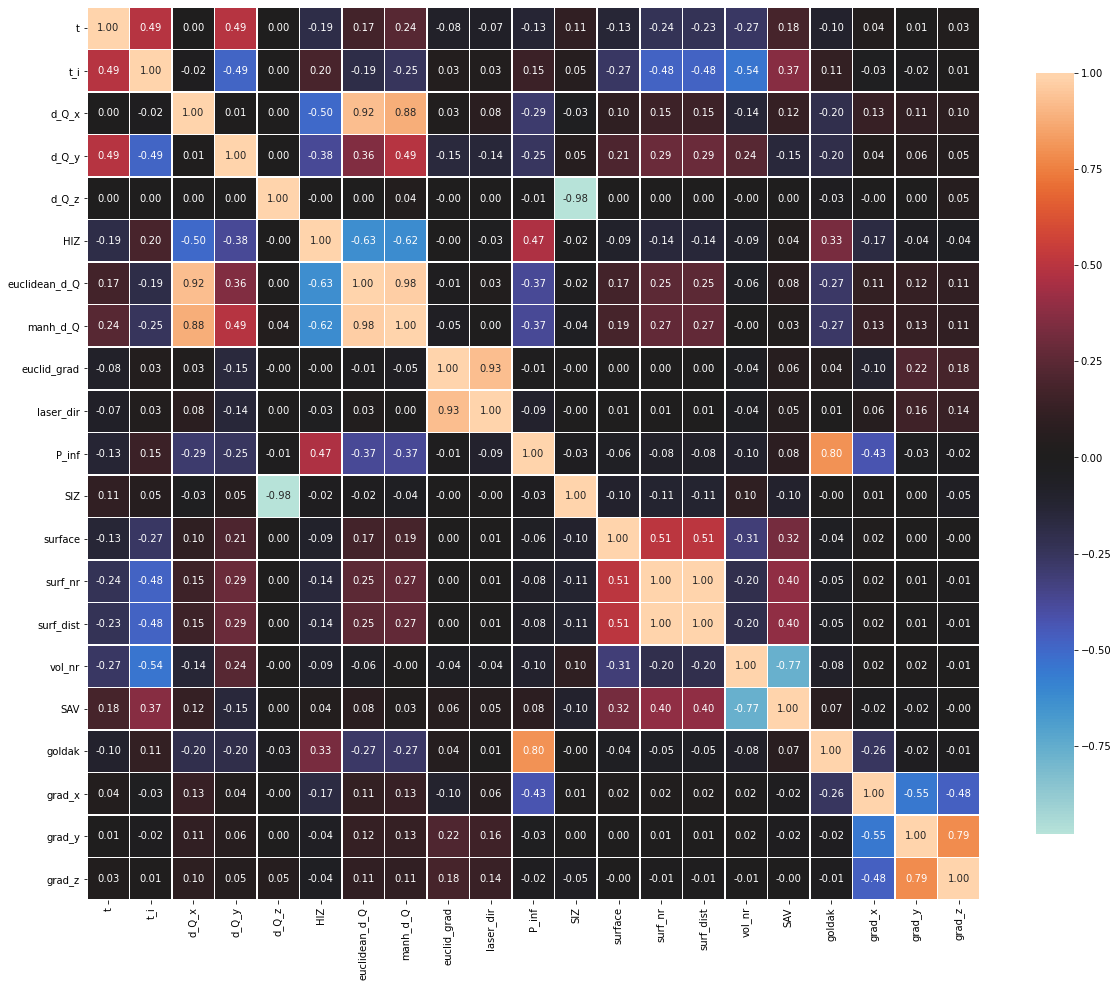 t 1.00 0.49 0.00 0.49 0.00 -0.19 0.17 0.24 -0.08 -0.07 -0.13 0.11 -0.13 -0.24 -0.23 -0.27 0.18 -0.10 0.04 0.01 0.03
t_i 0.49 1.00 -0.02 -0.49 0.00 0.20 -0.19 -0.25 0.03 0.03 0.15 0.05 -0.27 -0.48 -0.48 -0.54 0.37 0.11 -0.03 -0.02 0.01
d_Q_x 0.00 -0.02 1.00 0.01 0.00 -0.50 0.92 0.88 0.03 0.08 -0.29 -0.03 0.10 0.15 0.15 -0.14 0.12 -0.20 0.13 0.11 0.10
d_Q_y 0.49 -0.49 0.01 1.00 0.00 -0.38 0.36 0.49 -0.15 -0.14 -0.25 0.05 0.21 0.29 0.29 0.24 -0.15 -0.20 0.04 0.06 0.05
d_Q_z 0.00 0.00 0.00 0.00 1.00 -0.00 0.00 0.04 -0.00 0.00 -0.01 -0.98 0.00 0.00 0.00 -0.00 0.00 -0.03 -0.00 0.00 0.05
HIZ -0.19 0.20 -0.50 -0.38 -0.00 1.00 -0.63 -0.62 -0.00 -0.03 0.47 -0.02 -0.09 -0.14 -0.14 -0.09 0.04 0.33 -0.17 -0.04 -0.04
euclidean_d_Q 0.17 -0.19 0.92 0.36 0.00 -0.63 1.00 0.98 -0.01 0.03 -0.37 -0.02 0.17 0.25 0.25 -0.06 0.08 -0.27 0.11 0.12 0.11
manh_d_Q 0.24 -0.25 0.88 0.49 0.04 -0.62 0.98 1.00 -0.05 0.00 -0.37 -0.04 0.19 0.27 0.27 -0.00 0.03 -0.27 0.13 0.13 0.11
euclid_grad -0.08 0.03 0.03 -0.15 -0.00 -0.00 -0.01 -0.05 1.00 0.93 -0.01 -0.00 0.00 0.00 0.00 -0.04 0.06 0.04 -0.10 0.22 0.18
laser_dir -0.07 0.03 0.08 -0.14 0.00 -0.03 0.03 0.00 0.93 1.00 -0.09 -0.00 0.01 0.01 0.01 -0.04 0.05 0.01 0.06 0.16 0.14
P_inf -0.13 0.15 -0.29 -0.25 -0.01 0.47 -0.37 -0.37 -0.01 -0.09 1.00 -0.03 -0.06 -0.08 -0.08 -0.10 0.08 0.80 -0.43 -0.03 -0.02
SIZ 0.11 0.05 -0.03 0.05 -0.98 -0.02 -0.02 -0.04 -0.00 -0.00 -0.03 1.00 -0.10 -0.11 -0.11 0.10 -0.10 -0.00 0.01 0.00 -0.05
surface -0.13 -0.27 0.10 0.21 0.00 -0.09 0.17 0.19 0.00 0.01 -0.06 -0.10 1.00 0.51 0.51 -0.31 0.32 -0.04 0.02 0.00 -0.00
surf_nr -0.24 -0.48 0.15 0.29 0.00 -0.14 0.25 0.27 0.00 0.01 -0.08 -0.11 0.51 1.00 1.00 -0.20 0.40 -0.05 0.02 0.01 -0.01
surf_dist -0.23 -0.48 0.15 0.29 0.00 -0.14 0.25 0.27 0.00 0.01 -0.08 -0.11 0.51 1.00 1.00 -0.20 0.40 -0.05 0.02 0.01 -0.01
vol_nr -0.27 -0.54 -0.14 0.24 -0.00 -0.09 -0.06 -0.00 -0.04 -0.04 -0.10 0.10 -0.31 -0.20 -0.20 1.00 -0.77 -0.08 0.02 0.02 -0.01
SAV 0.18 0.37 0.12 -0.15 0.00 0.04 0.08 0.03 0.06 0.05 0.08 -0.10 0.32 0.40 0.40 -0.77 1.00 0.07 -0.02 -0.02 -0.00
goldak -0.10 0.11 -0.20 -0.20 -0.03 0.33 -0.27 -0.27 0.04 0.01 0.80 -0.00 -0.04 -0.05 -0.05 -0.08 0.07 1.00 -0.26 -0.02 -0.01
grad_x 0.04 -0.03 0.13 0.04 -0.00 -0.17 0.11 0.13 -0.10 0.06 -0.43 0.01 0.02 0.02 0.02 0.02 -0.02 -0.26 1.00 -0.55 -0.48
grad_y 0.01 -0.02 0.11 0.06 0.00 -0.04 0.12 0.13 0.22 0.16 -0.03 0.00 0.00 0.01 0.01 0.02 -0.02 -0.02 -0.55 1.00 0.79
grad_z 0.03 0.01 0.10 0.05 0.05 -0.04 0.11 0.11 0.18 0.14 -0.02 -0.05 -0.00 -0.01 -0.01 -0.01 -0.00 -0.01 -0.48 0.79 1.00
t t_i d_Q_x d_Q_y d_Q_z HIZ euclidean_d_Q manh_d_Q euclid_grad laser_dir P_inf SIZ surface surf_nr surf_dist vol_nr SAV goldak grad_x grad_y grad_z
1.00
0.75
0.50
0.25
0.00
−0.25
−0.50
−0.75